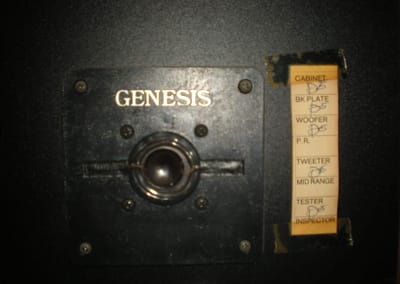 GENESIS
CABINET
BK PLATE
WOOFER
P.R.
TWEETER
MID RANGE
TESTER
INSPECTOR